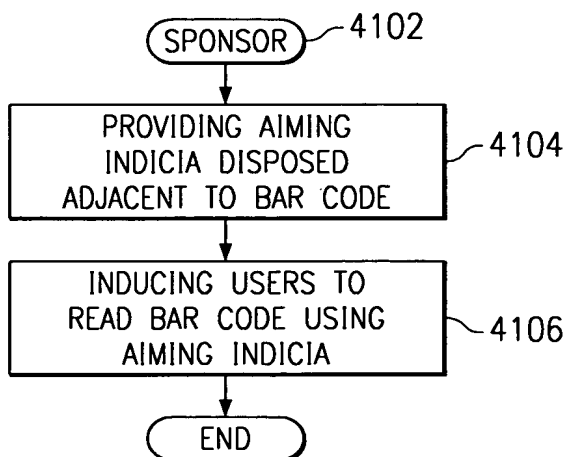 SPONSOR
4102
PROVIDING AIMING
INDICIA DISPOSED
ADJACENT TO BAR CODE
4104
INDUCING USERS TO
READ BAR CODE USING
AIMING INDICIA
4106
END